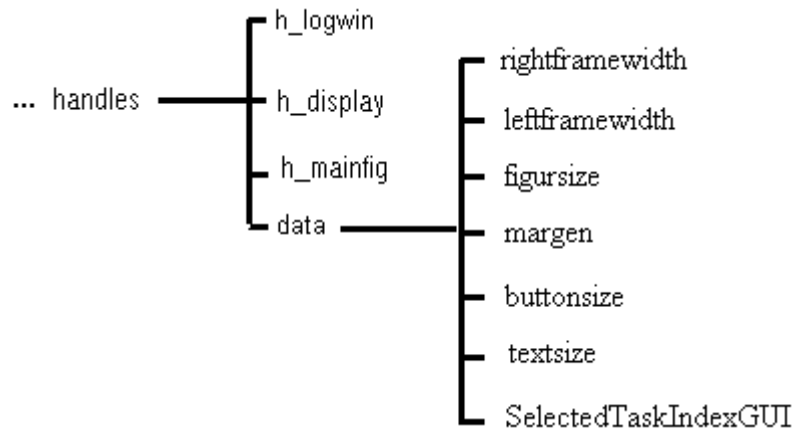 h_logwin
... handles
h_display
h_mainfig
data
rightframewidth
leftframewidth
figursize
margen
buttonsize
textsize
SelectedTaskIndexGUI